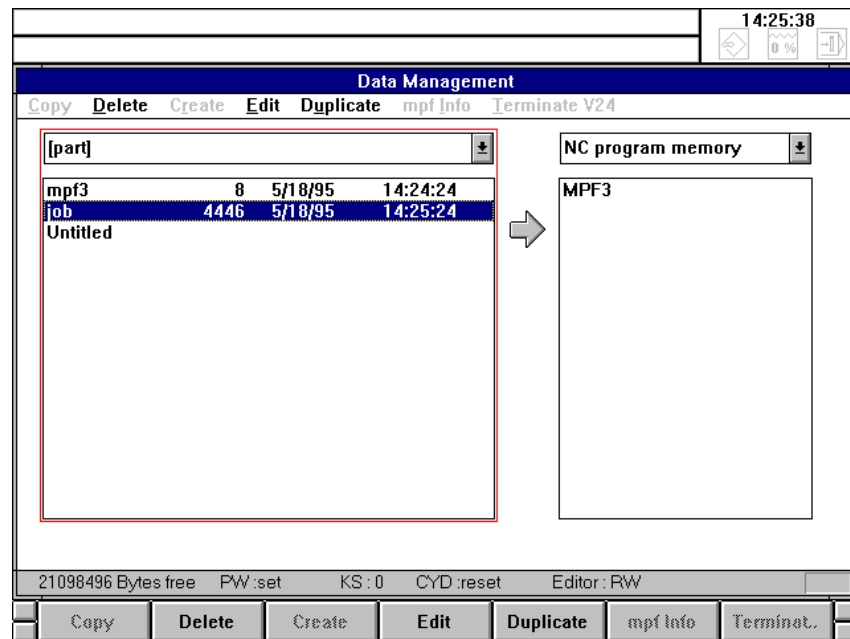 14:25:38
0 %
Data Management
Copy Delete Create Edit Duplicate mpf Info Terminate V24
[part] NC program memory
mpf3 8 5/18/95 14:24:24 MPF3
job 4446 5/18/95 14:25:24
Untitled
21098496 Bytes free PW :set KS : 0 CYD :reset Editor : RW
Copy Delete Create Edit Duplicate mpf Info Terminat..